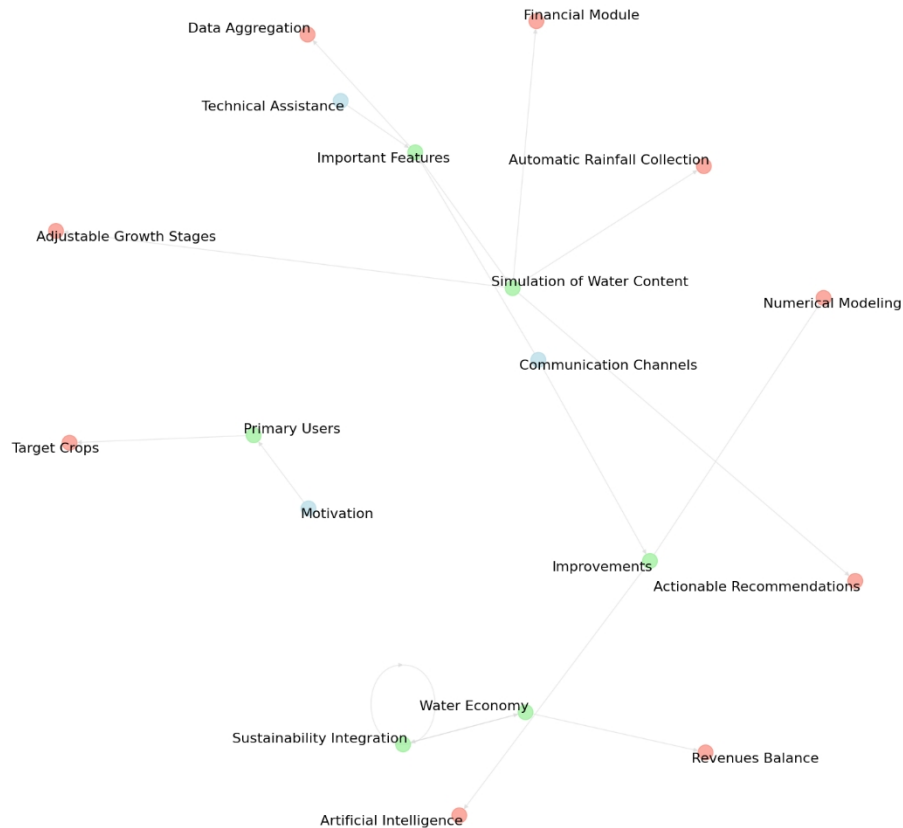 Financial Module
Data Aggregation
Technical Assistance
Important Features
Automatic Rainfall Collection
Adjustable Growth Stages
Simulation of Water Content
Numerical Modeling
Communication Channels
Primary Users
Target Crops
Motivation
Improvements
Actionable Recommendations
Water Economy
Sustainability Integration
Revenues Balance
Artificial Intelligence